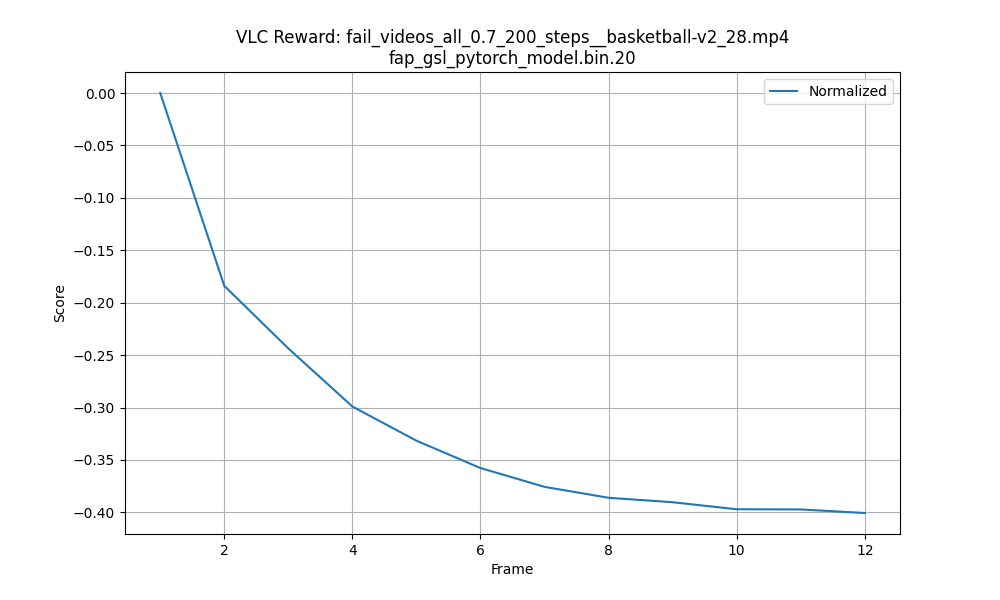 VLC Reward: fail_videos_all_0.7_200_steps__basketball-v2_28.mp4
fap_gsl_pytorch_model.bin.20
Normalized
0.00
−0.05
−0.10
−0.15
−0.20
−0.25
−0.30
−0.35
−0.40
Score
2 4 6 8 10 12
Frame